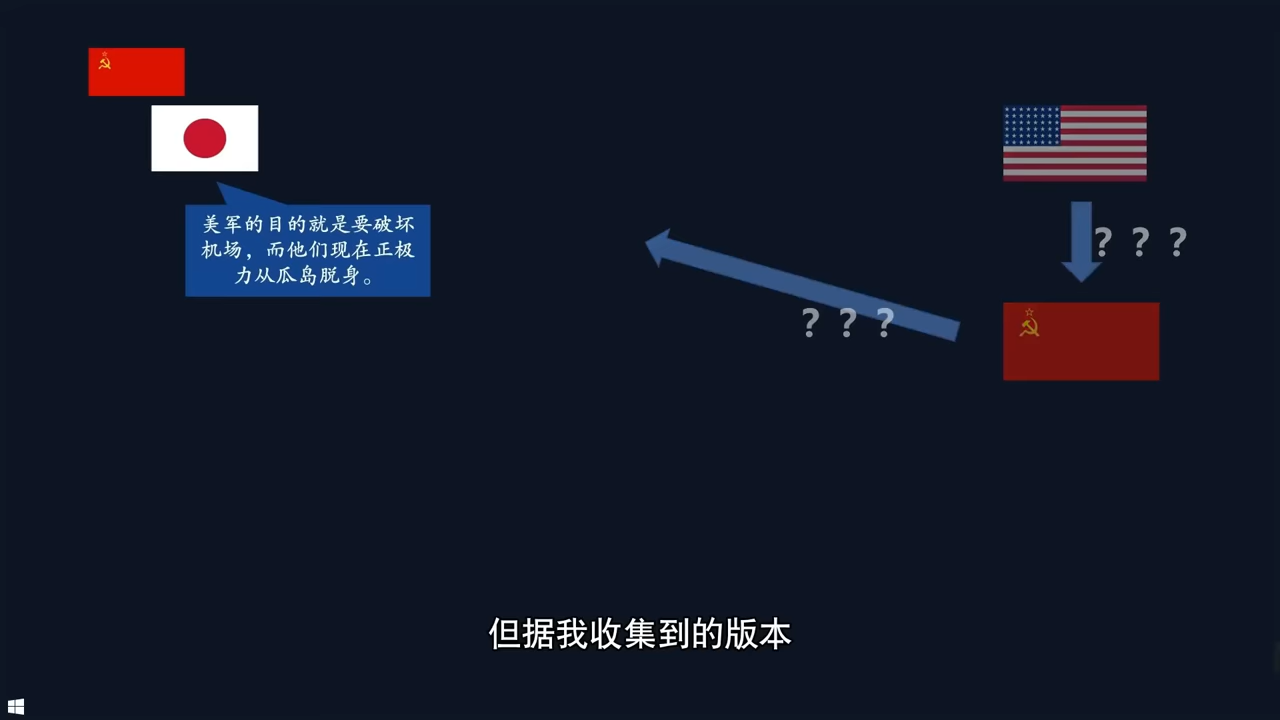 美军的目的就是要破坏
机场，而他们现在正极
力从瓜岛脱身。
？？？
？？？
但据我收集到的版本